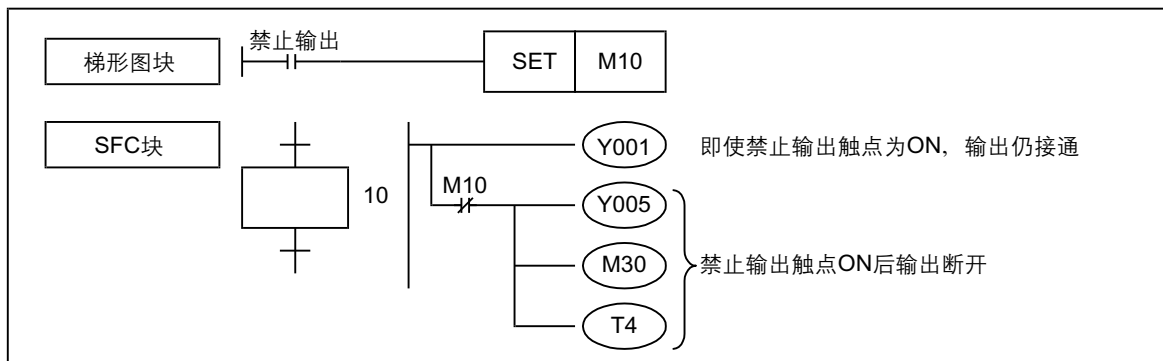 禁止输出
梯形图块
SET M10
SFC块
Y001 即使禁止输出触点为ON，输出仍接通
10
M10
Y005
M30 禁止输出触点ON后输出断开
T4